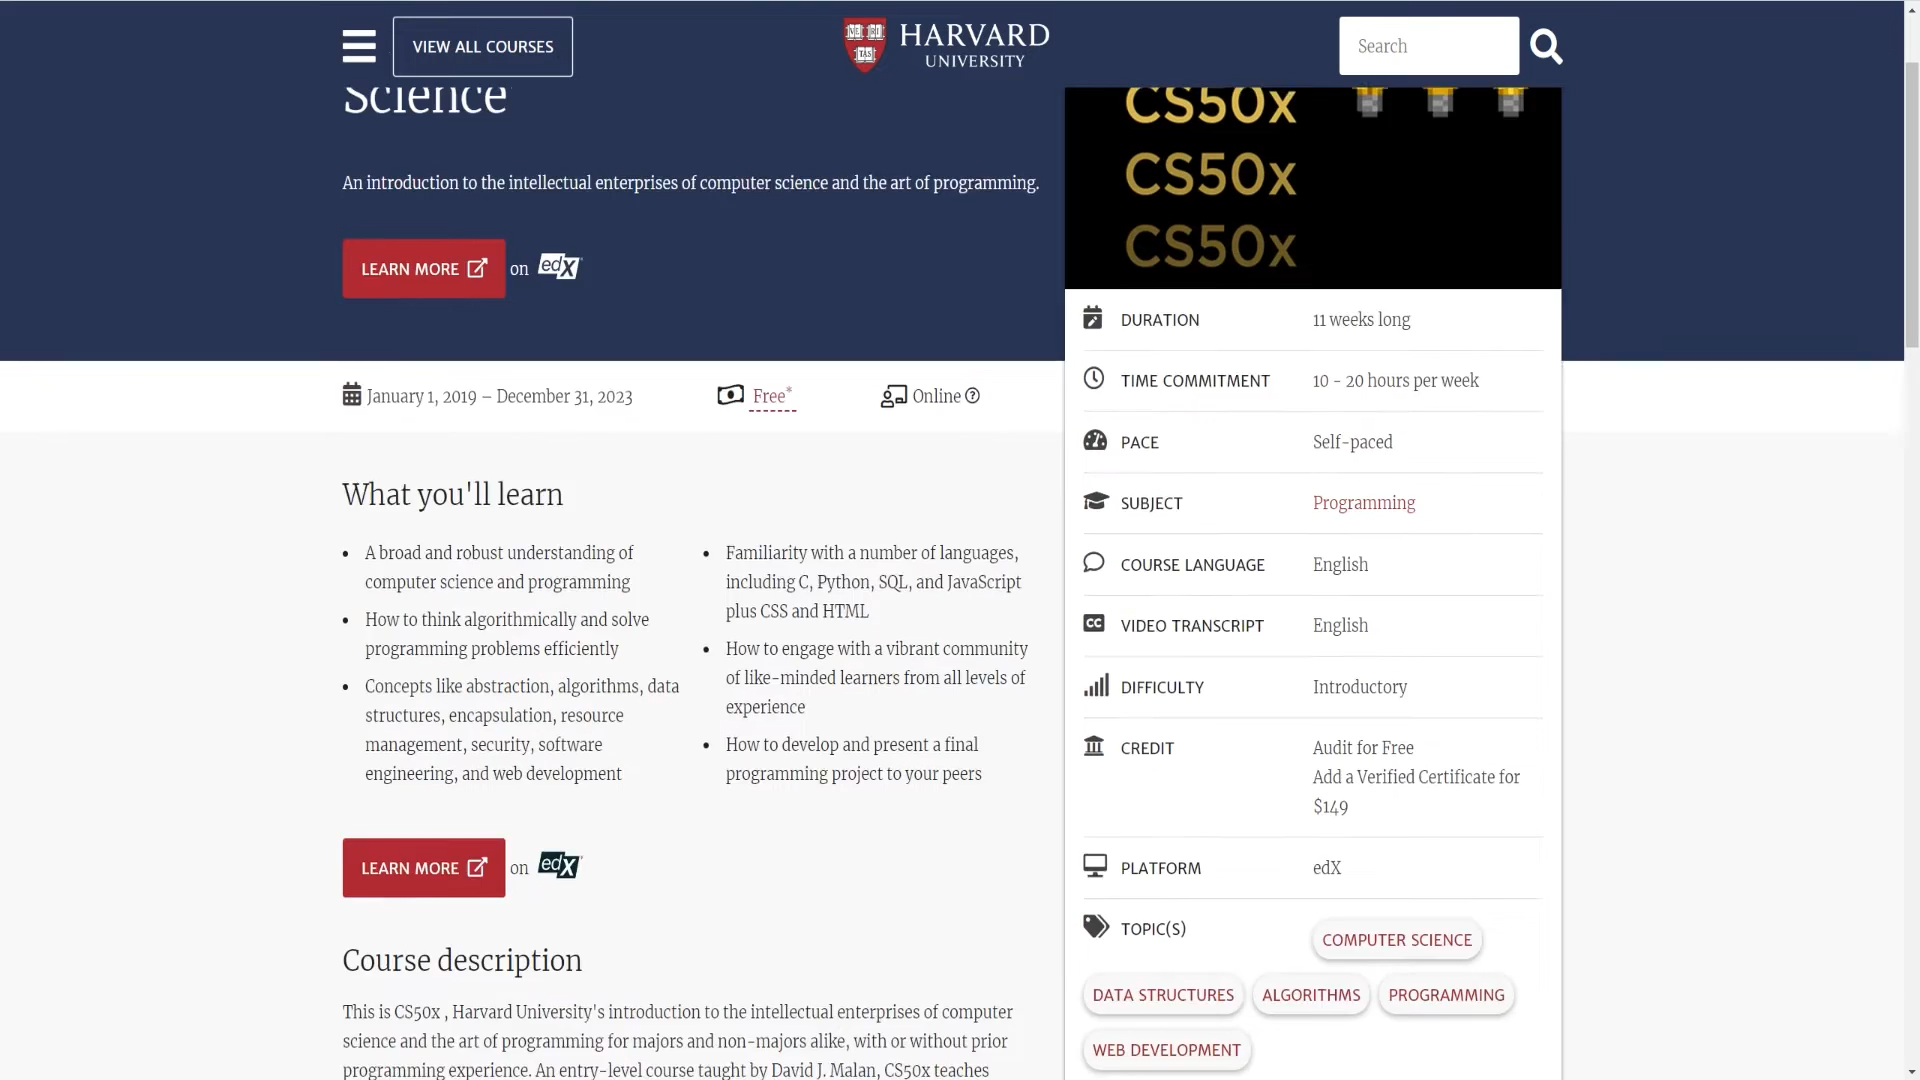 VIEW ALL COURSES
HARVARD
UNIVERSITY
Search
Science
An introduction to the intellectual enterprises of computer science and the art of programming.
LEARN MORE on edX
January 1, 2019 – December 31, 2023
Free*
Online
What you'll learn
A broad and robust understanding of
computer science and programming
How to think algorithmically and solve
programming problems efficiently
Concepts like abstraction, algorithms, data
structures, encapsulation, resource
management, security, software
engineering, and web development
Familiarity with a number of languages,
including C, Python, SQL, and JavaScript
plus CSS and HTML
How to engage with a vibrant community
of like-minded learners from all levels of
experience
How to develop and present a final
programming project to your peers
LEARN MORE on edX
Course description
This is CS50x , Harvard University's introduction to the intellectual enterprises of computer
science and the art of programming for majors and non-majors alike, with or without prior
programming experience. An entry-level course taught by David J. Malan, CS50x teaches
CS50x
CS50x
CS50x
DURATION 11 weeks long
TIME COMMITMENT 10 - 20 hours per week
PACE Self-paced
SUBJECT Programming
COURSE LANGUAGE English
CC VIDEO TRANSCRIPT English
DIFFICULTY Introductory
CREDIT Audit for Free
Add a Verified Certificate for
$149
PLATFORM edX
TOPIC(S) COMPUTER SCIENCE
DATA STRUCTURES ALGORITHMS PROGRAMMING
WEB DEVELOPMENT